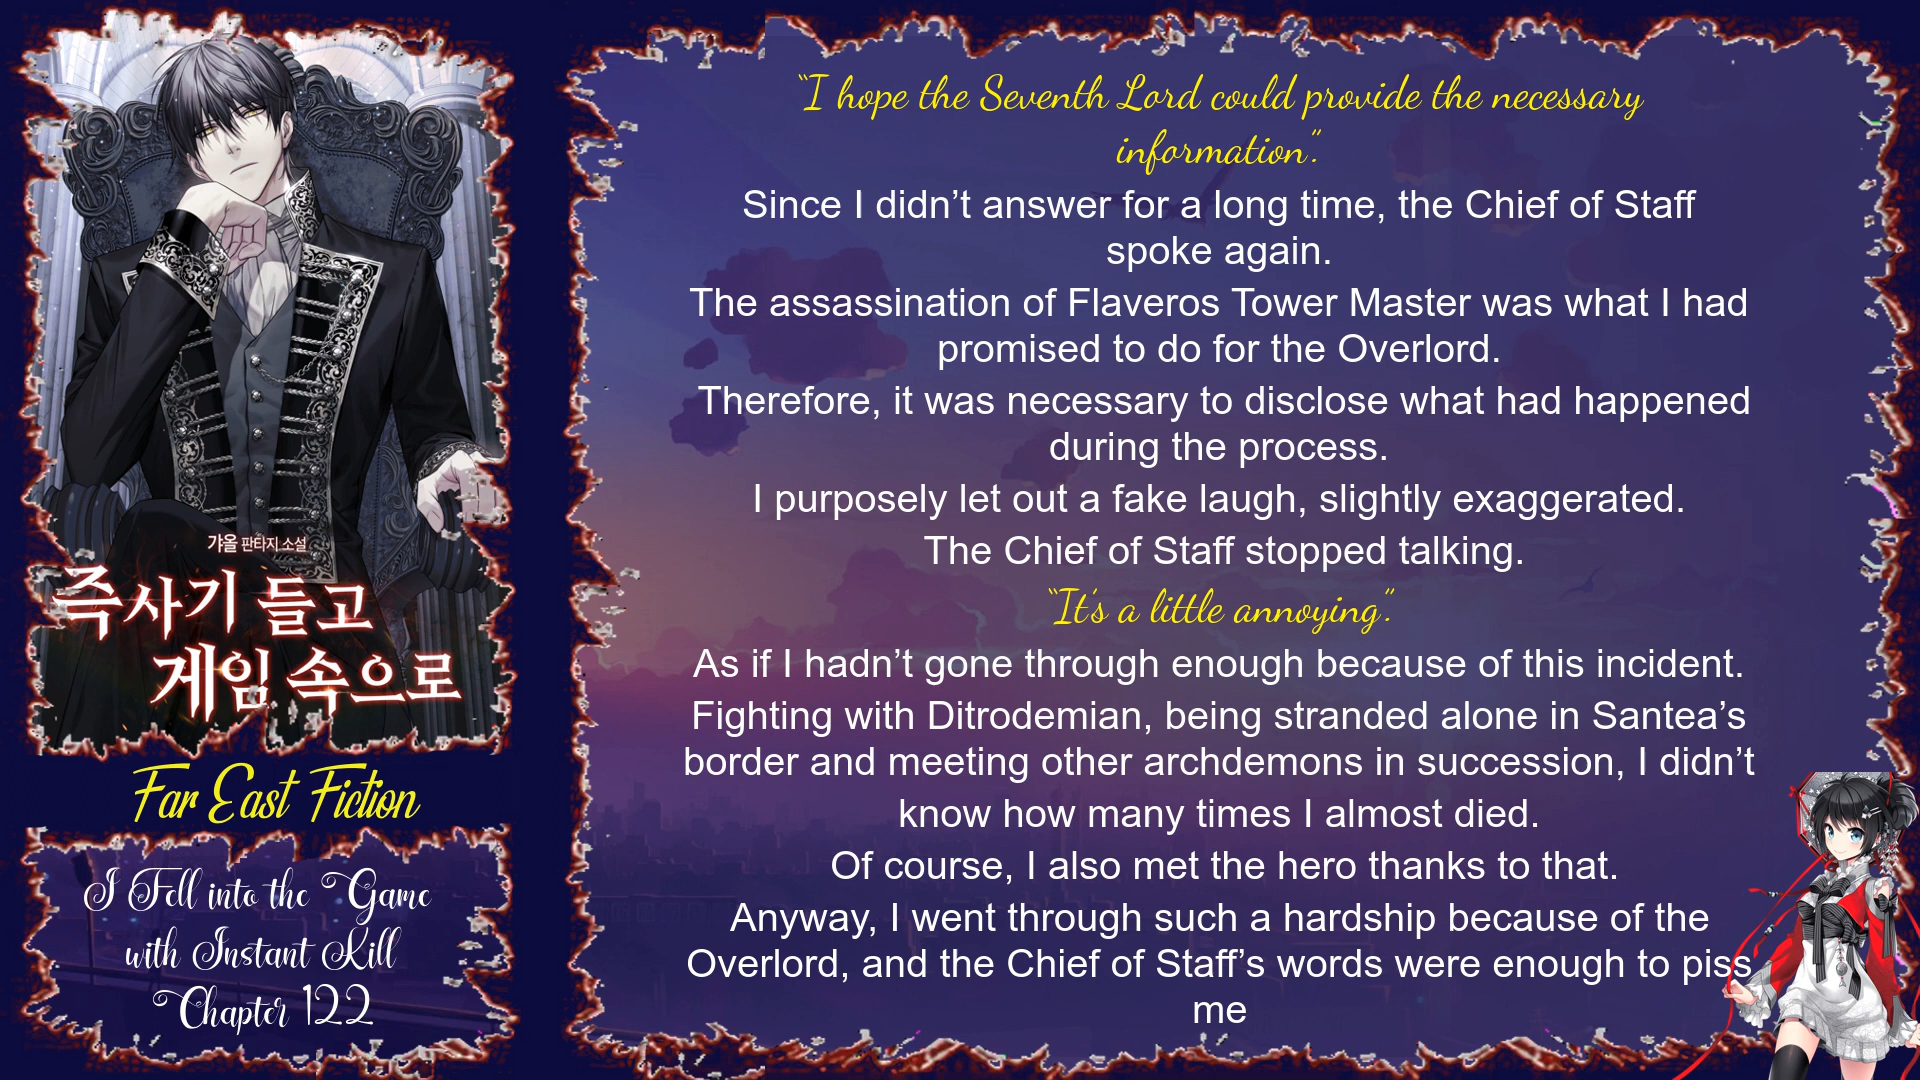 갸올 판타지 소설
즉사기 들고
게임 속으로
Far East Fiction
I Fell into the Game
with Instant Kill
Chapter 122
“I hope the Seventh Lord could provide the necessary
information”.
Since I didn’t answer for a long time, the Chief of Staff
spoke again.
The assassination of Flaveros Tower Master was what I had
promised to do for the Overlord.
Therefore, it was necessary to disclose what had happened
during the process.
I purposely let out a fake laugh, slightly exaggerated.
The Chief of Staff stopped talking.
“It’s a little annoying”.
As if I hadn’t gone through enough because of this incident.
Fighting with Ditrodemian, being stranded alone in Santea’s
border and meeting other archdemons in succession, I didn’t
know how many times I almost died.
Of course, I also met the hero thanks to that.
Anyway, I went through such a hardship because of the
Overlord, and the Chief of Staff’s words were enough to piss
me